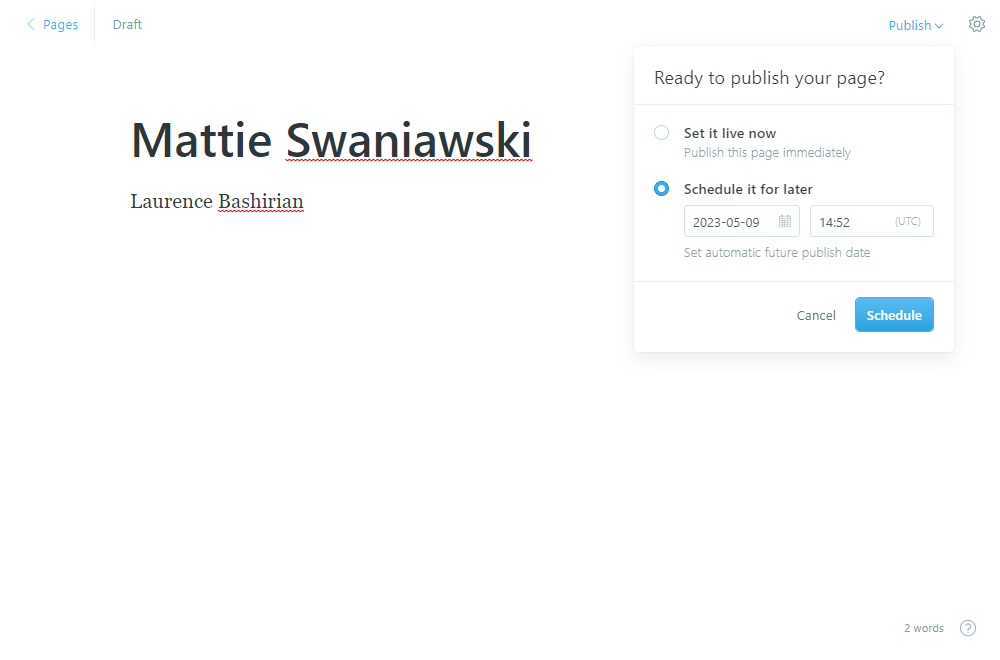 Pages
Draft
Publish
Ready to publish your page?
Mattie Swaniawski
Set it live now
Publish this page immediately
Laurence Bashirian
Schedule it for later
2023-05-09
14:52 (UTC)
Set automatic future publish date
Cancel
Schedule
2 words
?